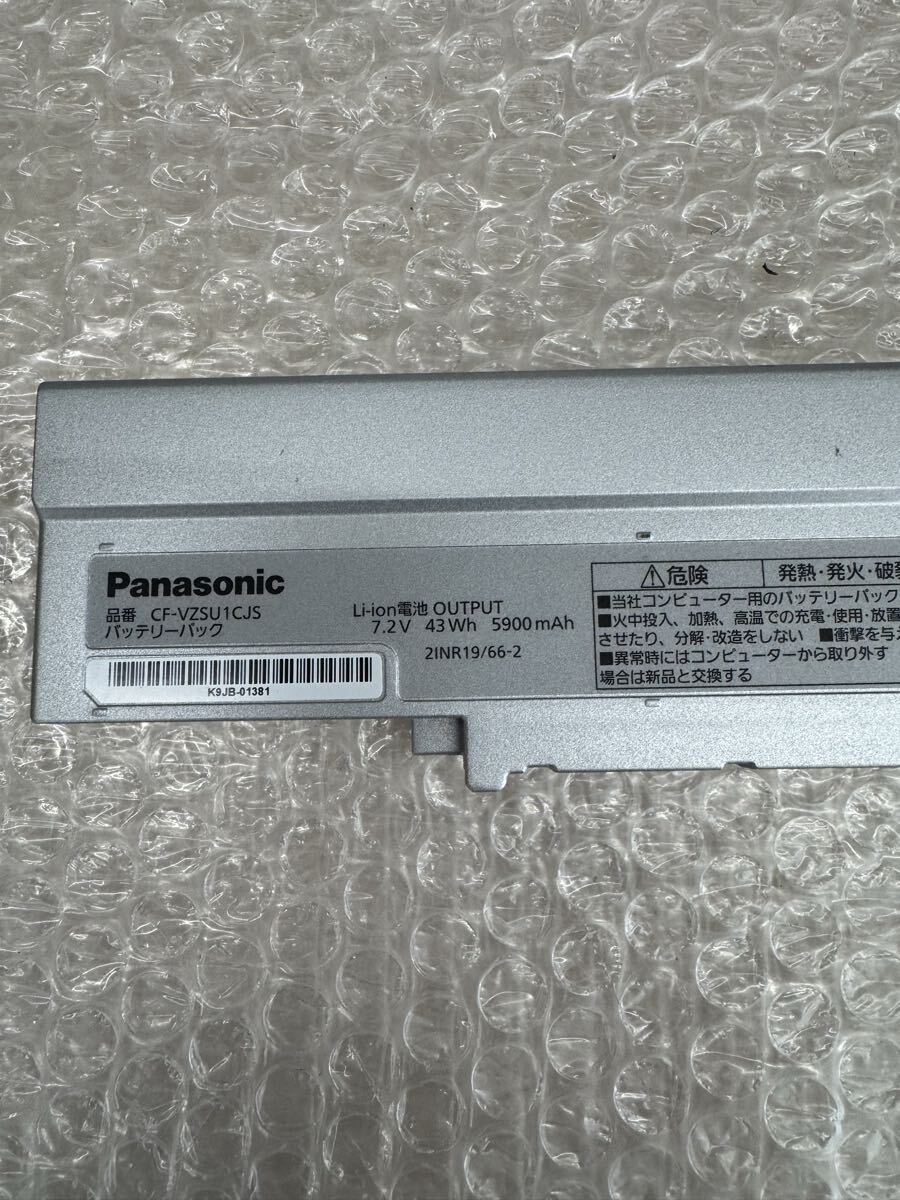 Panasonic
品番 CF-VZSU1CJS
バッテリーパック
Li-ion電池 OUTPUT
7.2V 43Wh 5900mAh
2INR19/66-2
K9JB-01381
⚠危険 発熱・発火・破裂
■当社コンピューター用のバッテリーパック
■火中投入、加熱、高温での充電・使用・放置
させたり、分解・改造をしない ■衝撃を与え
■異常時にはコンピューターから取り外す
場合は新品と交換する